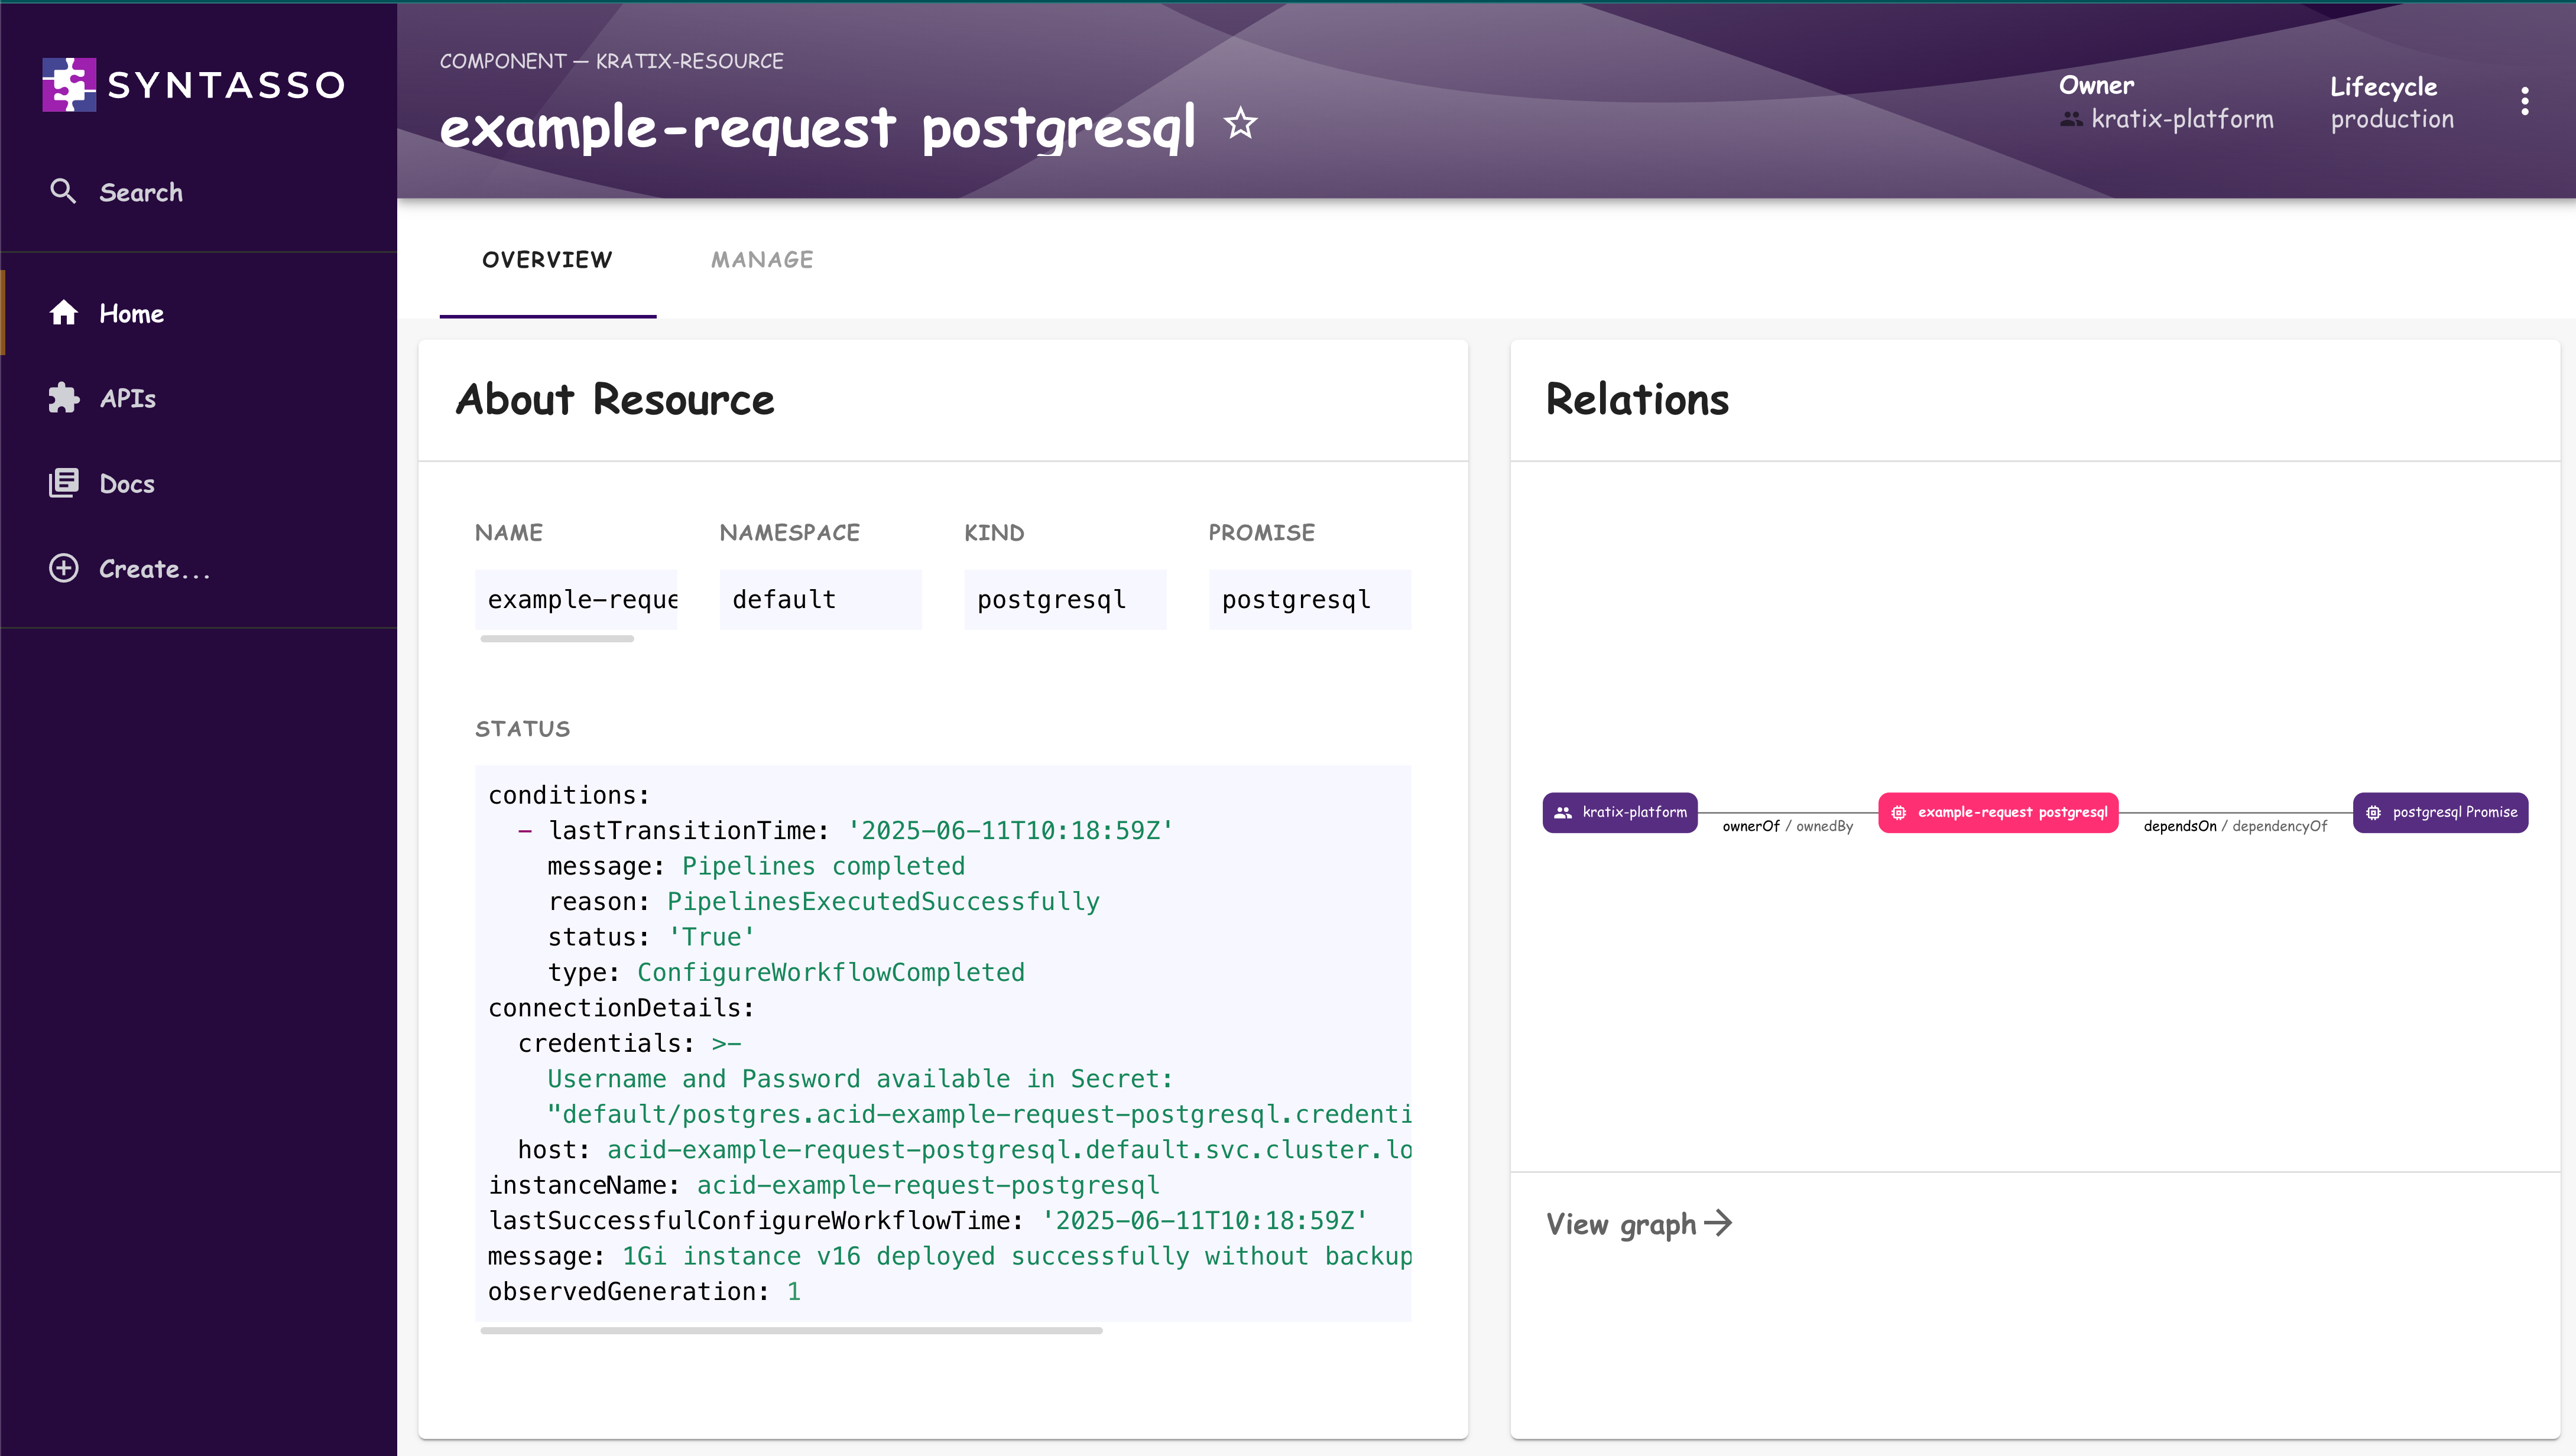 SYNTASSO
Search
Home
APIs
Docs
Create...
COMPONENT — KRATIX-RESOURCE
example-request postgresql
Owner
kratix-platform
Lifecycle
production
OVERVIEW
MANAGE
About Resource
NAME
NAMESPACE
KIND
PROMISE
example-reque
default
postgresql
postgresql
STATUS
conditions:
- lastTransitionTime: '2025-06-11T10:18:59Z'
message: Pipelines completed
reason: PipelinesExecutedSuccessfully
status: 'True'
type: ConfigureWorkflowCompleted
connectionDetails:
credentials: >-
Username and Password available in Secret:
"default/postgres.acid-example-request-postgresql.credenti
host: acid-example-request-postgresql.default.svc.cluster.lo
instanceName: acid-example-request-postgresql
lastSuccessfulConfigureWorkflowTime: '2025-06-11T10:18:59Z'
message: 1Gi instance v16 deployed successfully without backup
observedGeneration: 1
Relations
kratix-platform
ownerOf / ownedBy
example-request postgresql
dependsOn / dependencyOf
postgresql Promise
View graph